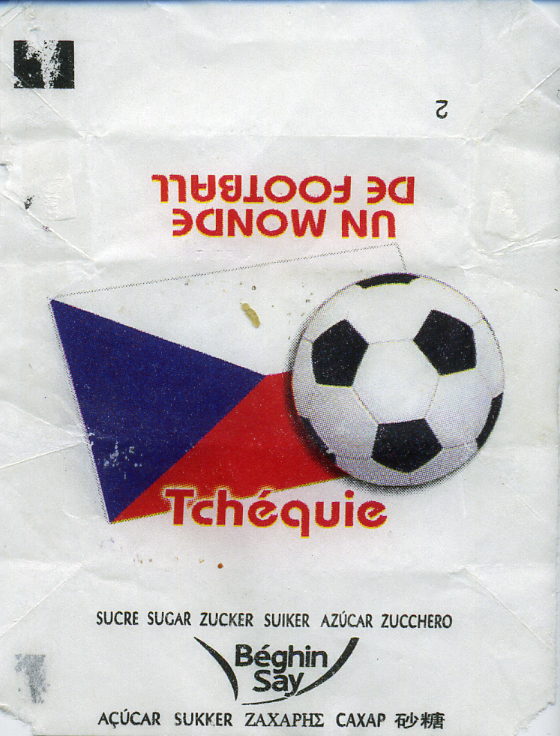 2
UN MONDE
DE FOOTBALL
Tchéquie
SUCRE SUGAR ZUCKER SUIKER AZÚCAR ZUCCHERO
Béghin
Say
AÇÚCAR SUKKER ΖΑΧΑΡΗΣ САХАР 砂糖